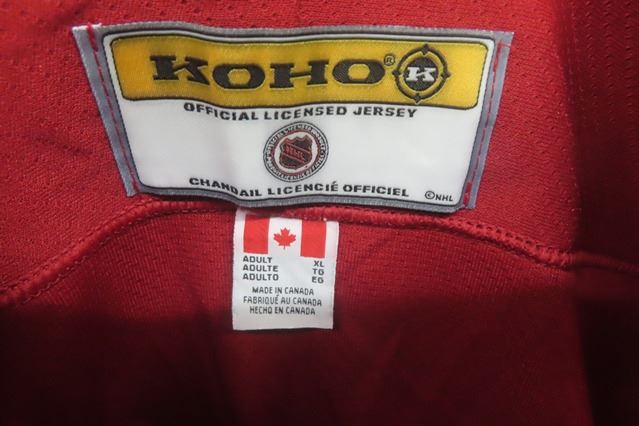 KOHO® K
OFFICIAL LICENSED JERSEY
NHL
CHANDAIL LICENCIÉ OFFICIEL
©NHL
ADULT XL
ADULTE TG
ADULTO EG
MADE IN CANADA
FABRIQUÉ AU CANADA
HECHO EN CANADA